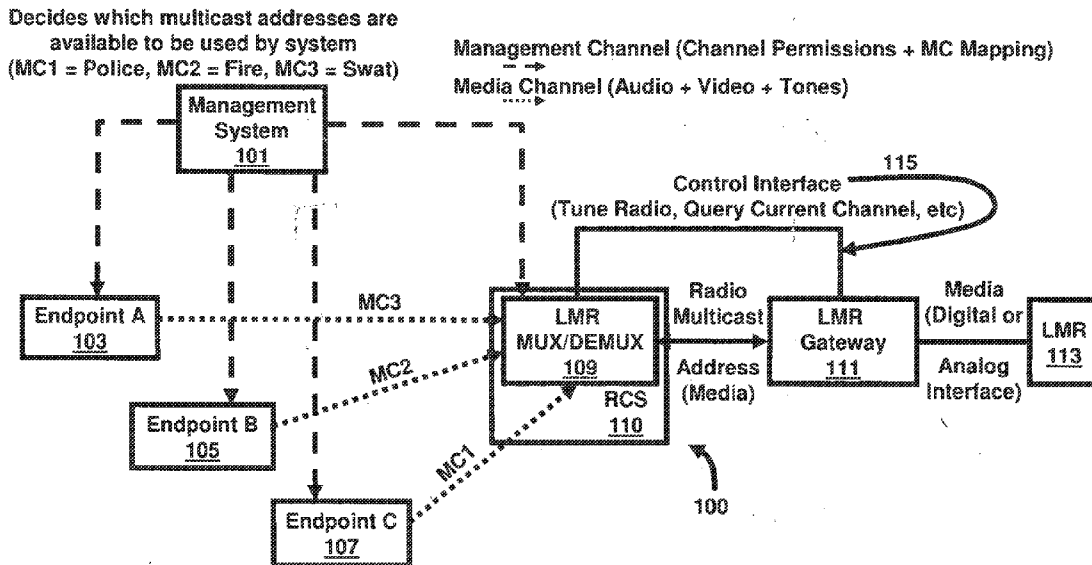 Decides which multicast addresses are
available to be used by system
(MC1 = Police, MC2 = Fire, MC3 = Swat)
Management Channel (Channel Permissions + MC Mapping)
Media Channel (Audio + Video + Tones)
Management
System
101
115
Control Interface
(Tune Radio, Query Current Channel, etc)
Endpoint A
103
MC3
LMR
MUX/DEMUX
109
RCS
110
Radio
Multicast
Address
(Media)
LMR
Gateway
111
Media
(Digital or
Analog
Interface)
LMR
113
MC2
Endpoint B
105
MC1
100
Endpoint C
107